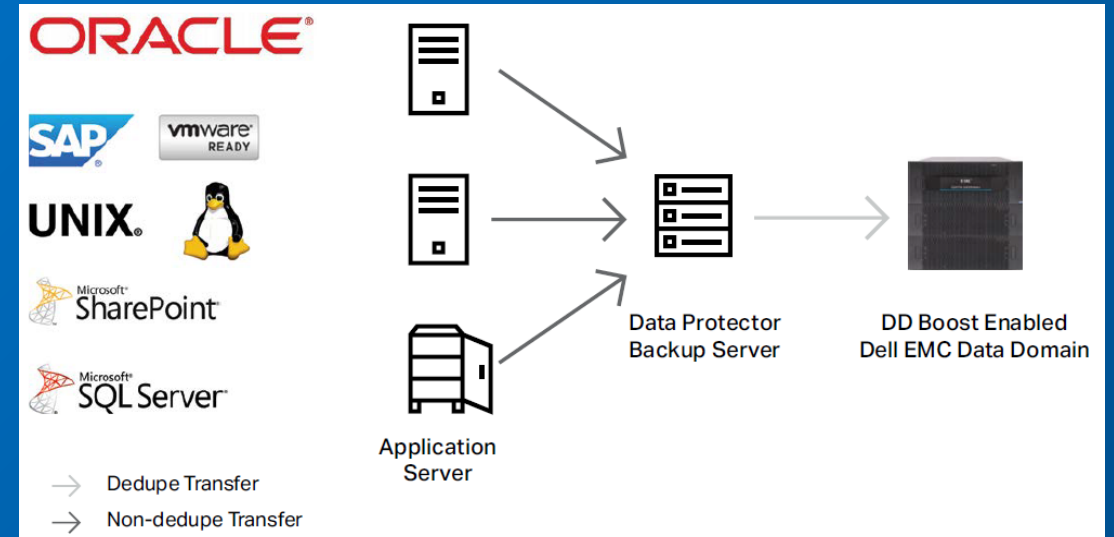 ORACLE®
SAP®
vmware®
READY
UNIX®
Microsoft®
SharePoint®
Microsoft®
SQL Server®
Application
Server
Data Protector
Backup Server
EMC
DD Boost Enabled
Dell EMC Data Domain
Dedupe Transfer
Non-dedupe Transfer